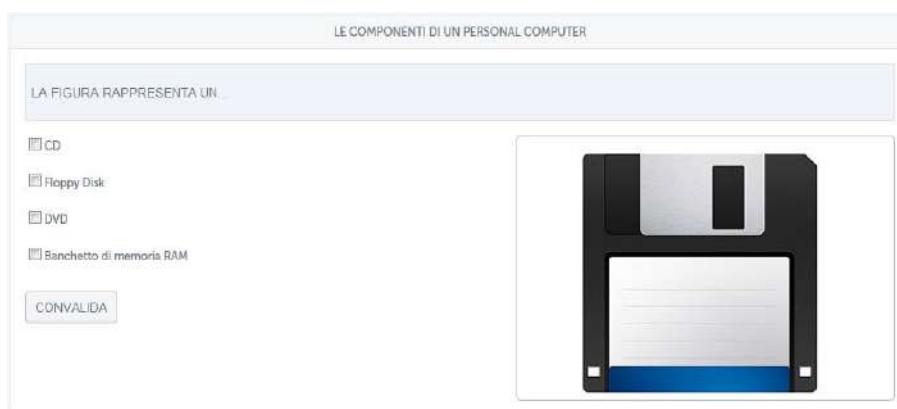 LE COMPONENTI DI UN PERSONAL COMPUTER
LA FIGURA RAPPRESENTA UN...
CD
Floppy Disk
DVD
Banchetto di memoria RAM
CONVALIDA